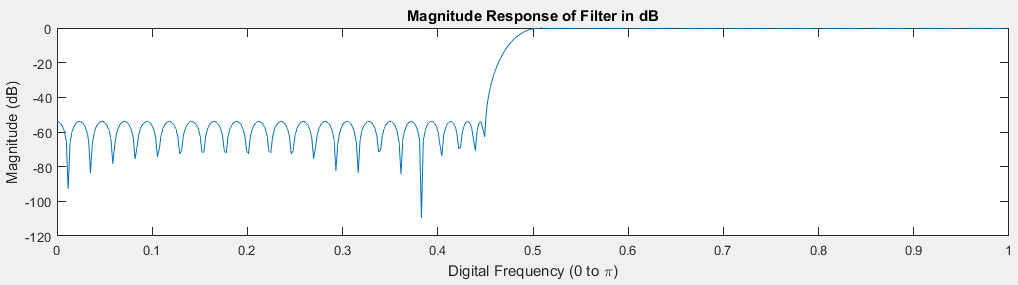 Magnitude Response of Filter in dB
Magnitude (dB)
0
-20
-40
-60
-80
-100
-120
0 0.1 0.2 0.3 0.4 0.5 0.6 0.7 0.8 0.9 1
Digital Frequency (0 to π)